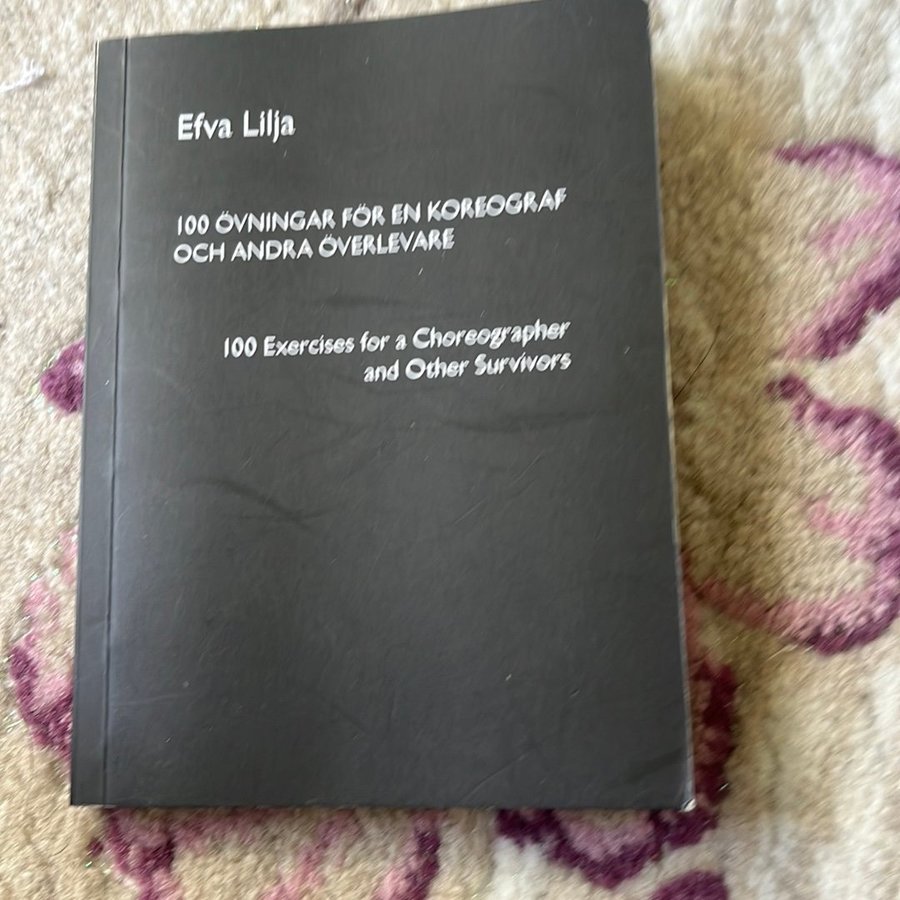 Efva Lilja
100 ÖVNINGAR FÖR EN KOREOGRAF
OCH ANDRA ÖVERLEVARE
100 Exercises for a Choreographer
and Other Survivors